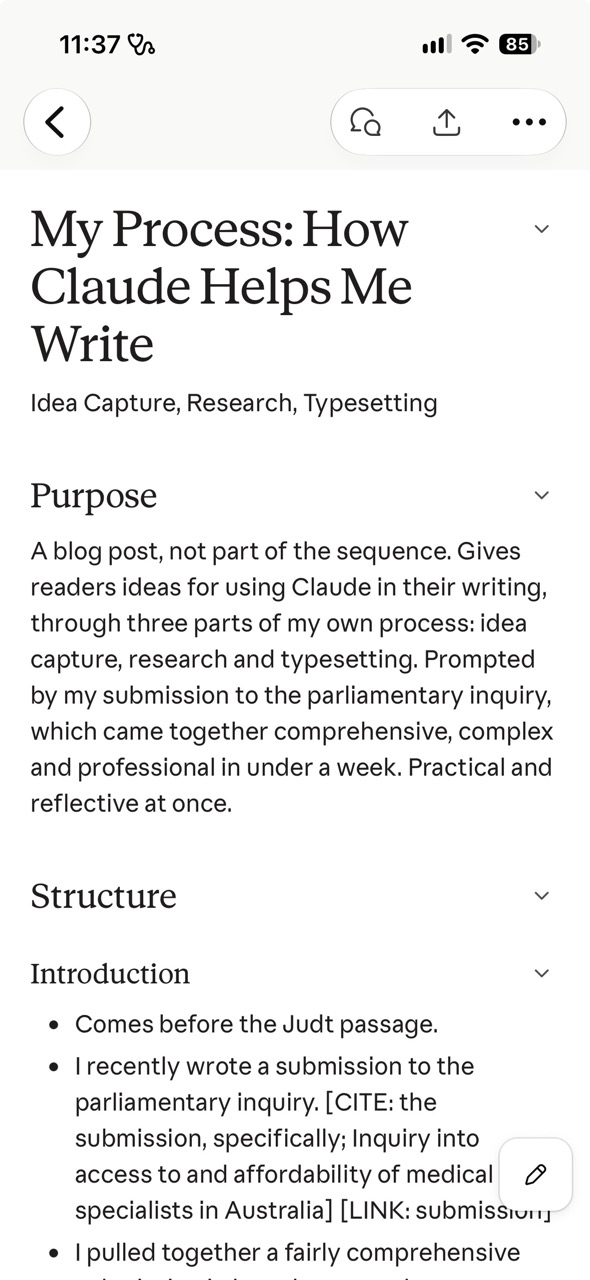 11:37
85
My Process: How
Claude Helps Me
Write
Idea Capture, Research, Typesetting
Purpose
A blog post, not part of the sequence. Gives
readers ideas for using Claude in their writing,
through three parts of my own process: idea
capture, research and typesetting. Prompted
by my submission to the parliamentary inquiry,
which came together comprehensive, complex
and professional in under a week. Practical and
reflective at once.
Structure
Introduction
• Comes before the Judt passage.
• I recently wrote a submission to the
parliamentary inquiry. [CITE: the
submission, specifically; Inquiry into
access to and affordability of medical
specialists in Australia] [LINK: submission]
• I pulled together a fairly comprehensive